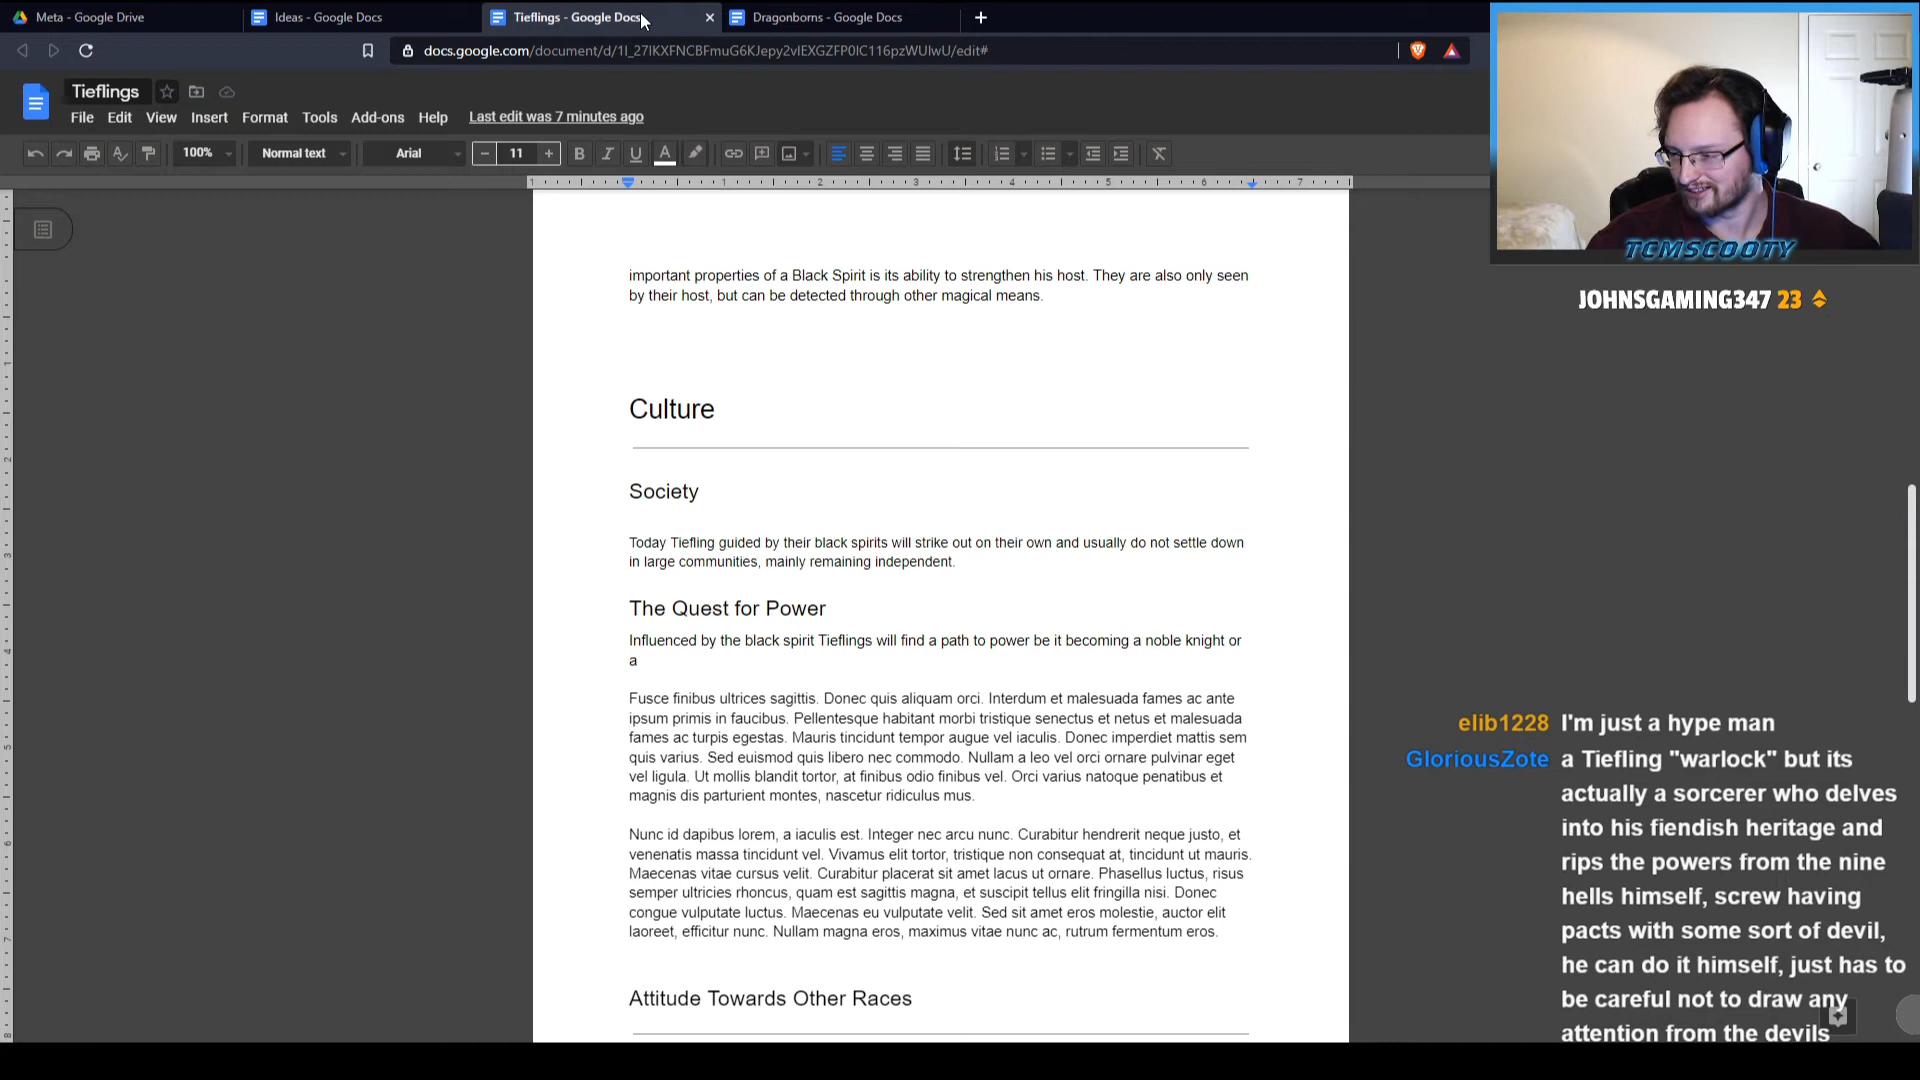 Meta - Google Drive
Ideas - Google Docs
Tieflings - Google Docs
Dragonborns - Google Docs
docs.google.com/document/d/1I_27IKXFNCBFmuG6KJepy2vIEXGZFP0IC116pzWUIwU/edit#
Tieflings
File Edit View Insert Format Tools Add-ons Help Last edit was 7 minutes ago
100% Normal text Arial 11
1 1 2 3 4 5 6 7
TCMSCOOTY
JOHNSGAMING347 23
important properties of a Black Spirit is its ability to strengthen his host. They are also only seen
by their host, but can be detected through other magical means.
Culture
Society
Today Tiefling guided by their black spirits will strike out on their own and usually do not settle down
in large communities, mainly remaining independent.
The Quest for Power
Influenced by the black spirit Tieflings will find a path to power be it becoming a noble knight or
a
Fusce finibus ultrices sagittis. Donec quis aliquam orci. Interdum et malesuada fames ac ante
ipsum primis in faucibus. Pellentesque habitant morbi tristique senectus et netus et malesuada
fames ac turpis egestas. Mauris tincidunt tempor augue vel iaculis. Donec imperdiet mattis sem
quis varius. Sed euismod quis libero nec commodo. Nullam a leo vel orci ornare pulvinar eget
vel ligula. Ut mollis blandit tortor, at finibus odio finibus vel. Orci varius natoque penatibus et
magnis dis parturient montes, nascetur ridiculus mus.
Nunc id dapibus lorem, a iaculis est. Integer nec arcu nunc. Curabitur hendrerit neque justo, et
venenatis massa tincidunt vel. Vivamus elit tortor, tristique non consequat at, tincidunt ut mauris.
Maecenas vitae cursus velit. Curabitur placerat sit amet lacus ut ornare. Phasellus luctus, risus
semper ultricies rhoncus, quam est sagittis magna, et suscipit tellus elit fringilla nisi. Donec
congue vulputate luctus. Maecenas eu vulputate velit. Sed sit amet eros molestie, auctor elit
laoreet, efficitur nunc. Nullam magna eros, maximus vitae nunc ac, rutrum fermentum eros.
Attitude Towards Other Races
elib1228 I'm just a hype man
GloriousZote a Tiefling "warlock" but its
actually a sorcerer who delves
into his fiendish heritage and
rips the powers from the nine
hells himself, screw having
pacts with some sort of devil,
he can do it himself, just has to
be careful not to draw any
attention from the devils